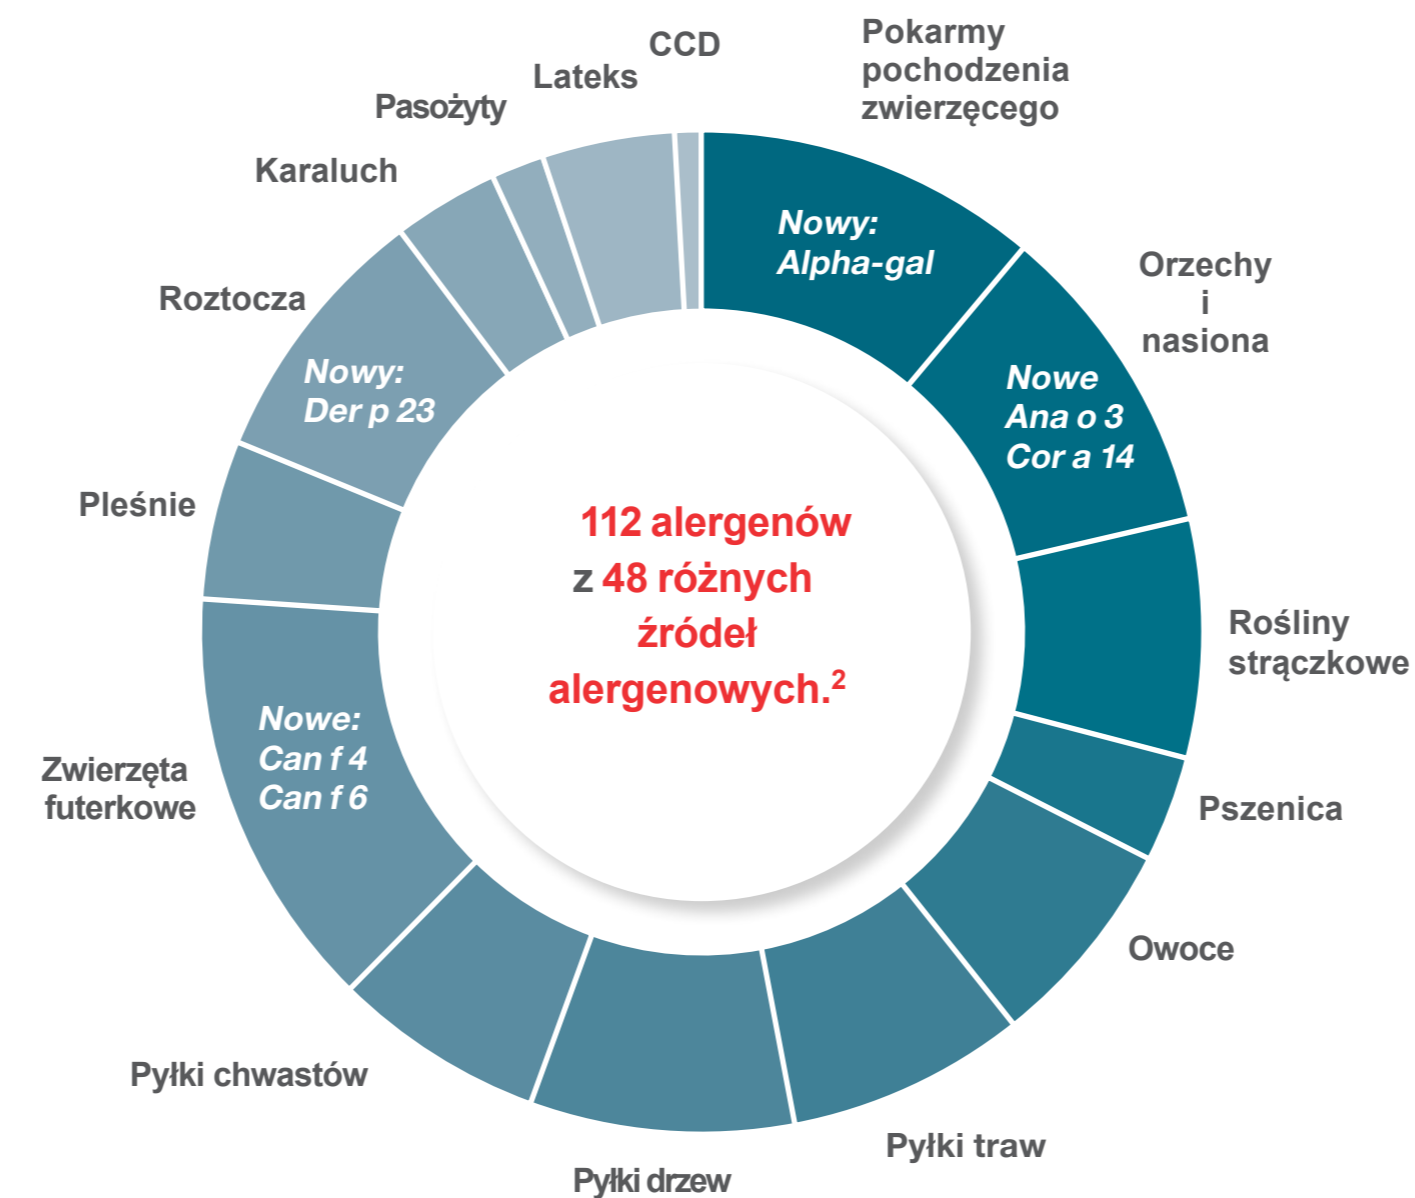 CCD
Pokarmy
pochodzenia
zwierzęcego
Lateks
Pasożyty
Karaluch
Nowy:
Alpha-gal
Orzechy
i
nasiona
Roztocza
Nowy:
Der p 23
Nowe
Ana o 3
Cor a 14
Pleśnie
112 alergenów
z 48 różnych
źródeł
alergenowych.²
Rośliny
strączkowe
Nowe:
Can f 4
Can f 6
Zwierzęta
futerkowe
Pszenica
Owoce
Pyłki chwastów
Pyłki traw
Pyłki drzew